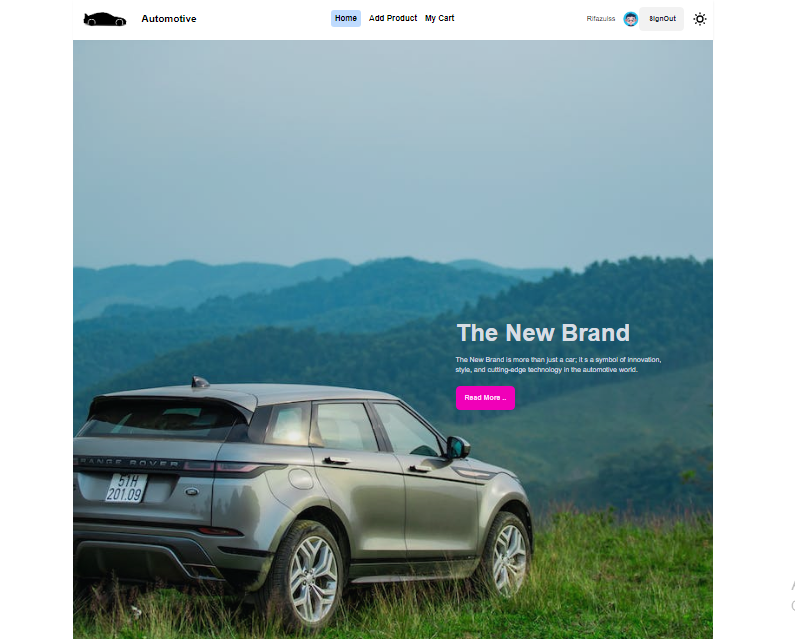 Automotive
Home
Add Product
My Cart
Rifazuiss
SignOut
The New Brand
The New Brand is more than just a car; it s a symbol of innovation,
style, and cutting-edge technology in the automotive world.
Read More ..
RANGE ROVER
51H
201.09